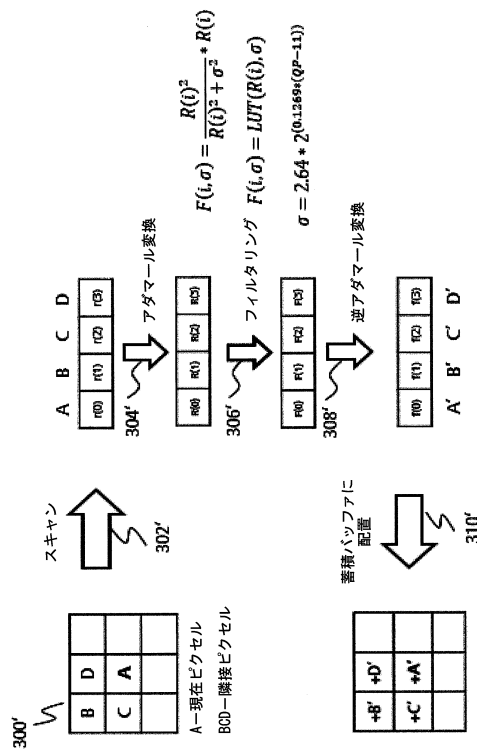 300'
B D
C A
A－現在ピクセル
BCD－隣接ピクセル
スキャン
302'
A B C D
r(0) r(1) r(2) r(3)
304'
アダマール変換
R(0) R(1) R(2) R(3)
306'
フィルタリング
F(i, σ) = R(i)² / (R(i)² + σ²) * R(i)
F(i, σ) = LUT(R(i), σ)
σ = 2.64 * 2^(0.1269*(QP−11))
F(0) F(1) F(2) F(3)
308'
逆アダマール変換
f(0) f(1) f(2) f(3)
A' B' C' D'
蓄積バッファに
配置
310'
+B' +D'
+C' +A'